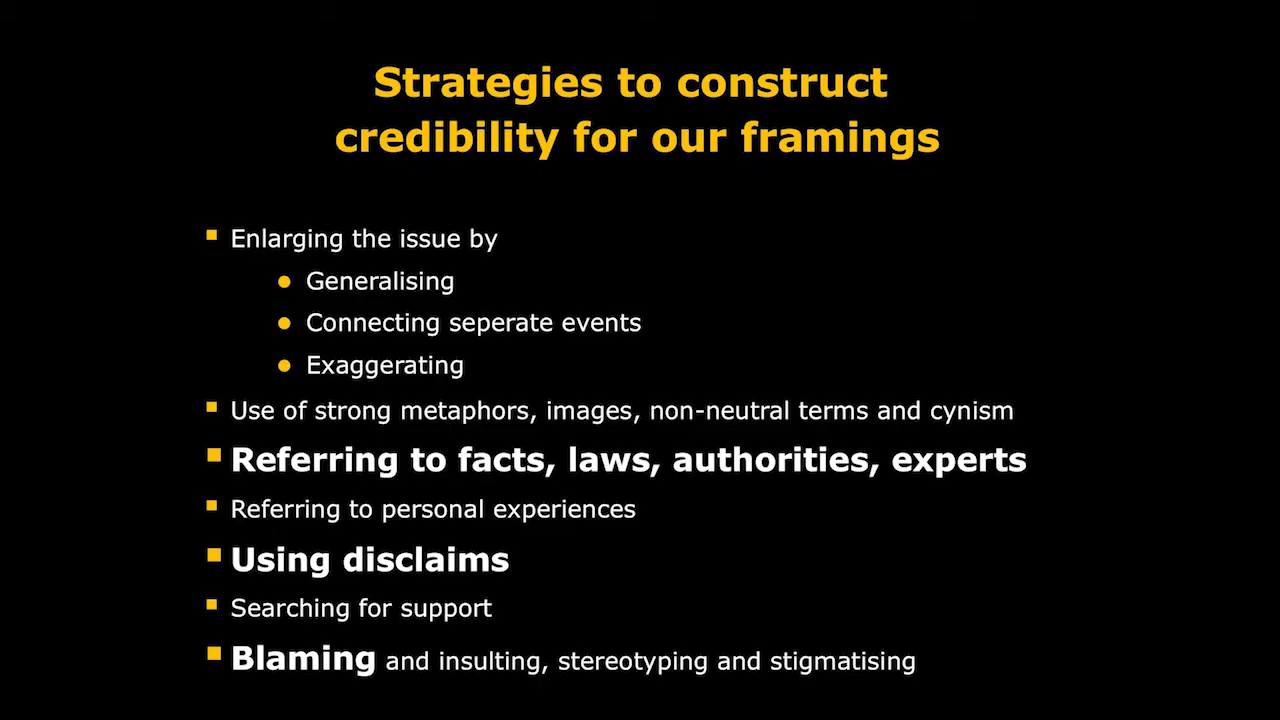 Strategies to construct
credibility for our framings
Enlarging the issue by
Generalising
Connecting seperate events
Exaggerating
Use of strong metaphors, images, non-neutral terms and cynism
Referring to facts, laws, authorities, experts
Referring to personal experiences
Using disclaims
Searching for support
Blaming and insulting, stereotyping and stigmatising